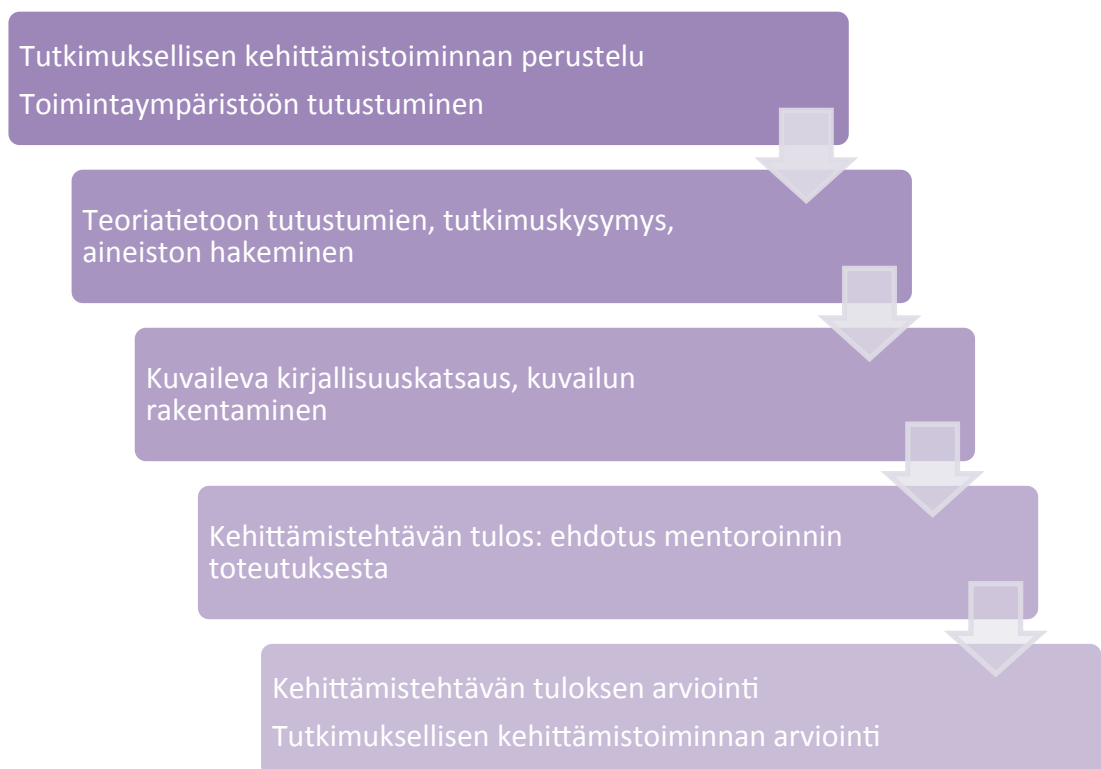 Tutkimuksellisen kehittämistoiminnan perustelu
Toimintaympäristöön tutustuminen
Teoriatietoon tutustumien, tutkimuskysymys,
aineiston hakeminen
Kuvaileva kirjallisuuskatsaus, kuvailun
rakentaminen
Kehittämistehtävän tulos: ehdotus mentoroinnin
toteutuksesta
Kehittämistehtävän tuloksen arviointi
Tutkimuksellisen kehittämistoiminnan arviointi